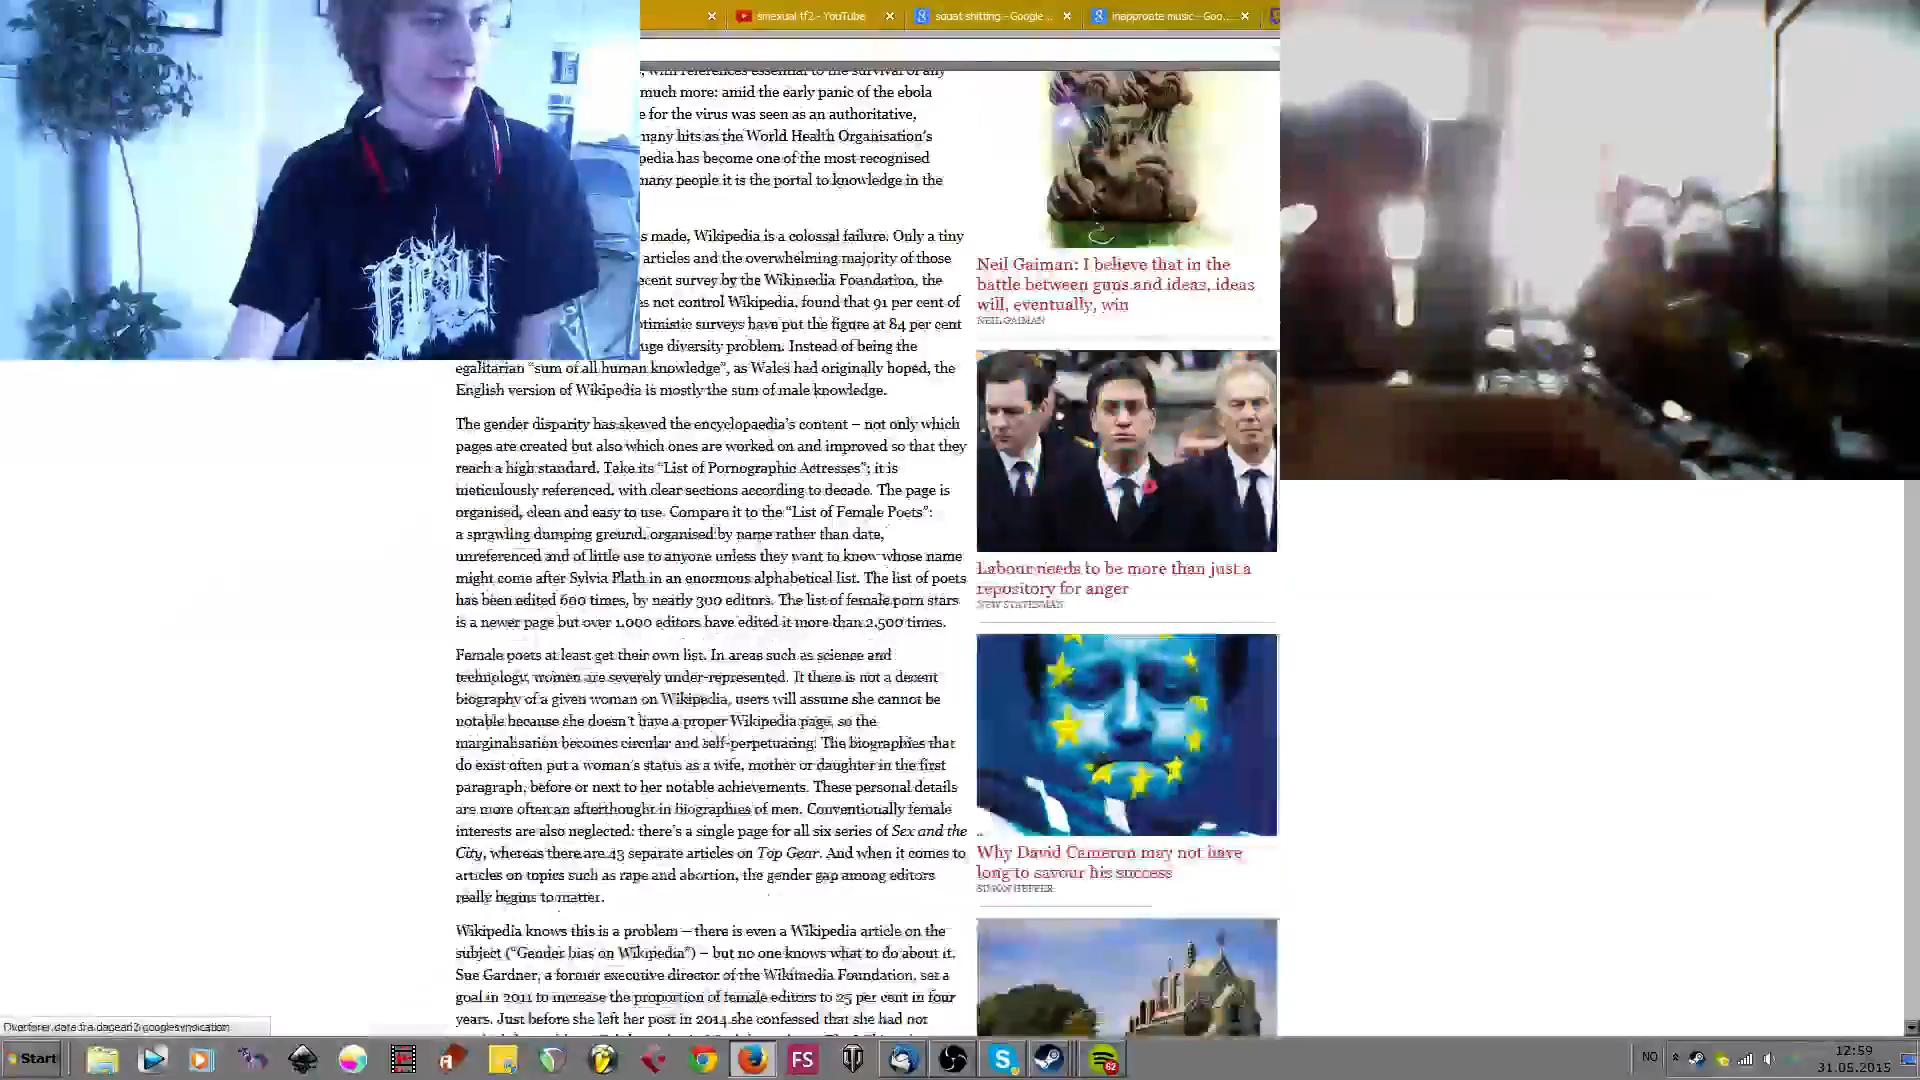 smexual tf2 - YouTube
squat shitting - Google ...
inapproate music - Goo...
, with references essential to the survival of any
much more: amid the early panic of the ebola
e for the virus was seen as an authoritative,
many hits as the World Health Organisation's
pedia has become one of the most recognised
many people it is the portal to knowledge in the
s made, Wikipedia is a colossal failure. Only a tiny
articles and the overwhelming majority of those
ecent survey by the Wikimedia Foundation, the
s not control Wikipedia, found that 91 per cent of
timistic surveys have put the figure at 84 per cent
uge diversity problem. Instead of being the
egalitarian "sum of all human knowledge", as Wales had originally hoped, the
English version of Wikipedia is mostly the sum of male knowledge.
The gender disparity has skewed the encyclopaedia's content – not only which
pages are created but also which ones are worked on and improved so that they
reach a high standard. Take its "List of Pornographic Actresses"; it is
meticulously referenced, with clear sections according to decade. The page is
organised, clean and easy to use. Compare it to the "List of Female Poets":
a sprawling dumping ground, organised by name rather than date,
unreferenced and of little use to anyone unless they want to know whose name
might come after Sylvia Plath in an enormous alphabetical list. The list of poets
has been edited 600 times, by nearly 300 editors. The list of female porn stars
is a newer page but over 1,000 editors have edited it more than 2,500 times.
Female poets at least get their own list. In areas such as science and
technology, women are severely under-represented. If there is not a decent
biography of a given woman on Wikipedia, users will assume she cannot be
notable because she doesn't have a proper Wikipedia page, so the
marginalisation becomes circular and self-perpetuating. The biographies that
do exist often put a woman's status as a wife, mother or daughter in the first
paragraph, before or next to her notable achievements. These personal details
are more often an afterthought in biographies of men. Conventionally female
interests are also neglected: there's a single page for all six series of Sex and the
City, whereas there are 43 separate articles on Top Gear. And when it comes to
articles on topics such as rape and abortion, the gender gap among editors
really begins to matter.
Wikipedia knows this is a problem – there is even a Wikipedia article on the
subject ("Gender bias on Wikipedia") – but no one knows what to do about it.
Sue Gardner, a former executive director of the Wikimedia Foundation, set a
goal in 2011 to increase the proportion of female editors to 25 per cent in four
years. Just before she left her post in 2014 she confessed that she had not
Neil Gaiman: I believe that in the
battle between guns and ideas, ideas
will, eventually, win
NEIL GAIMAN
Labour needs to be more than just a
repository for anger
NEW STATESMAN
Why David Cameron may not have
long to savour his success
SIMON HEFFER
Overfører data fra pagead2.googlesyndication
Start
FS
62
NO
12:59
31.05.2015